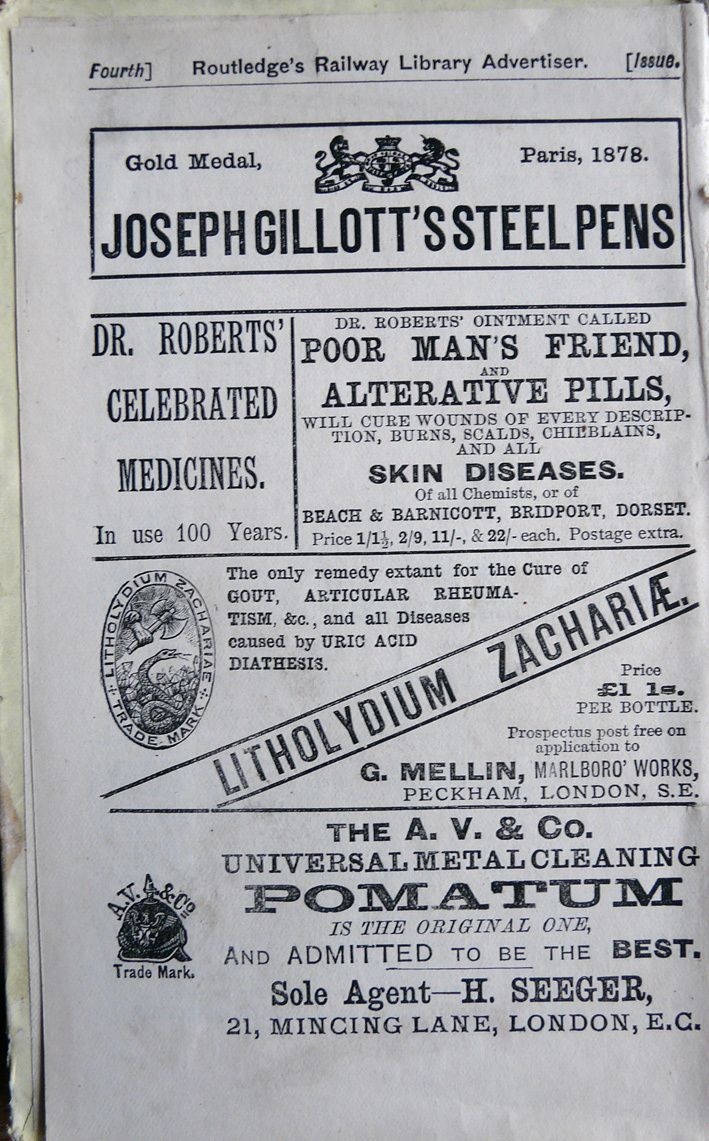 Fourth] Routledge's Railway Library Advertiser. [Issue.
Gold Medal, Paris, 1878.
JOSEPH GILLOTT'S STEEL PENS
DR. ROBERTS'
CELEBRATED
MEDICINES.
In use 100 Years.
DR. ROBERTS' OINTMENT CALLED
POOR MAN'S FRIEND,
AND
ALTERATIVE PILLS,
WILL CURE WOUNDS OF EVERY DESCRIP-
TION, BURNS, SCALDS, CHILBLAINS,
AND ALL
SKIN DISEASES.
Of all Chemists, or of
BEACH & BARNICOTT, BRIDPORT, DORSET.
Price 1/1½, 2/9, 11/-, & 22/- each. Postage extra.
LITHOLYDIUM ZACHARIAE
TRADE MARK
The only remedy extant for the Cure of
GOUT, ARTICULAR RHEUMA-
TISM, &c., and all Diseases
caused by URIC ACID
DIATHESIS.
LITHOLYDIUM ZACHARIÆ.
Price
£1 1s.
PER BOTTLE.
Prospectus post free on
application to
G. MELLIN, MARLBORO' WORKS,
PECKHAM, LONDON, S.E.
THE A. V. & Co.
UNIVERSAL METAL CLEANING
POMATUM
IS THE ORIGINAL ONE,
AND ADMITTED TO BE THE BEST.
A.V. & Co
Trade Mark.
Sole Agent—H. SEEGER,
21, MINCING LANE, LONDON, E.C.